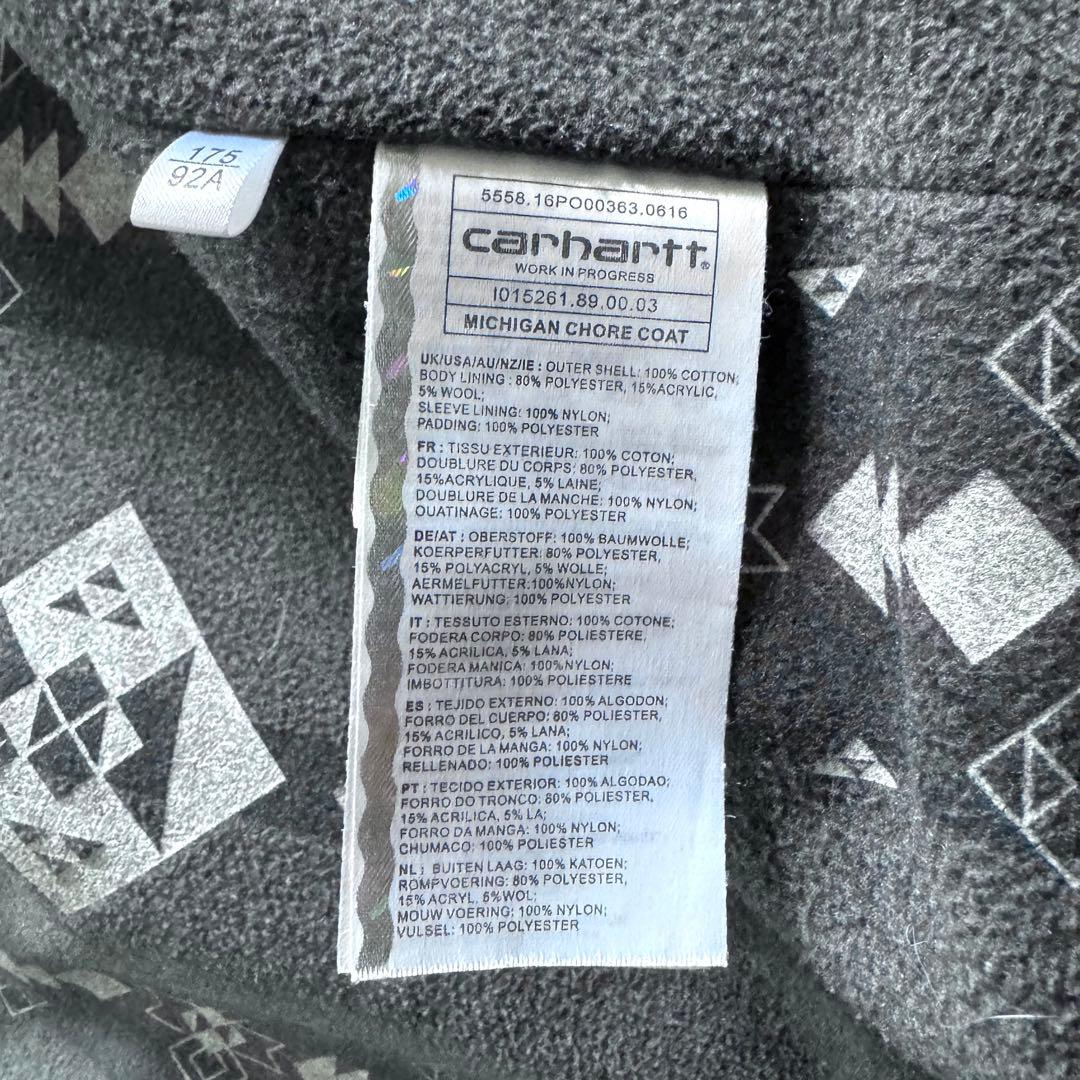 175
92A
5558.16PO00363.0616
carhartt®
WORK IN PROGRESS
I015261.89.00.03
MICHIGAN CHORE COAT
UK/USA/AU/NZ/IE : OUTER SHELL: 100% COTTON;
BODY LINING : 80% POLYESTER, 15%ACRYLIC,
5% WOOL;
SLEEVE LINING: 100% NYLON;
PADDING: 100% POLYESTER
FR : TISSU EXTERIEUR: 100% COTON;
DOUBLURE DU CORPS: 80% POLYESTER,
15%ACRYLIQUE, 5% LAINE;
DOUBLURE DE LA MANCHE: 100% NYLON;
OUATINAGE: 100% POLYESTER
DE/AT : OBERSTOFF: 100% BAUMWOLLE;
KOERPERFUTTER: 80% POLYESTER,
15% POLYACRYL, 5% WOLLE;
AERMELFUTTER:100%NYLON;
WATTIERUNG: 100% POLYESTER
IT : TESSUTO ESTERNO: 100% COTONE;
FODERA CORPO: 80% POLIESTERE,
15% ACRILICA, 5% LANA;
FODERA MANICA: 100%NYLON;
IMBOTTITURA: 100% POLIESTERE
ES : TEJIDO EXTERNO: 100% ALGODON;
FORRO DEL CUERPO: 80% POLIESTER,
15% ACRILICO, 5% LANA;
FORRO DE LA MANGA: 100% NYLON;
RELLENADO: 100% POLIESTER
PT : TECIDO EXTERIOR: 100% ALGODAO;
FORRO DO TRONCO: 80% POLIESTER,
15% ACRILICA, 5% LA;
FORRO DA MANGA: 100% NYLON;
CHUMACO: 100% POLIESTER
NL : BUITEN LAAG: 100% KATOEN;
ROMPVOERING: 80% POLYESTER,
15% ACRYL, 5%WOL;
MOUW VOERING: 100% NYLON;
VULSEL: 100% POLYESTER